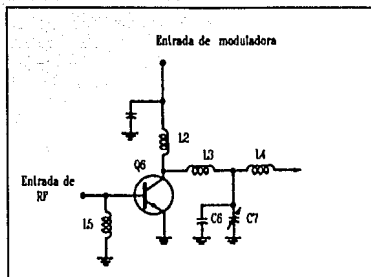 Entrada de moduladora
L2
Q6
L3
L4
Entrada de
RF
L5
C6
C7